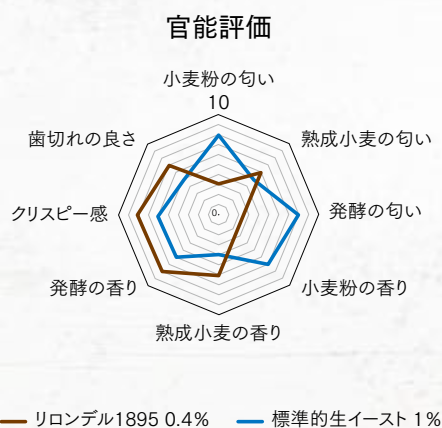 官能評価
小麦粉の匂い
10
歯切れの良さ
熟成小麦の匂い
クリスピー感
0-
発酵の匂い
発酵の香り
小麦粉の香り
熟成小麦の香り
リロンデル1895 0.4%
標準的生イースト 1%